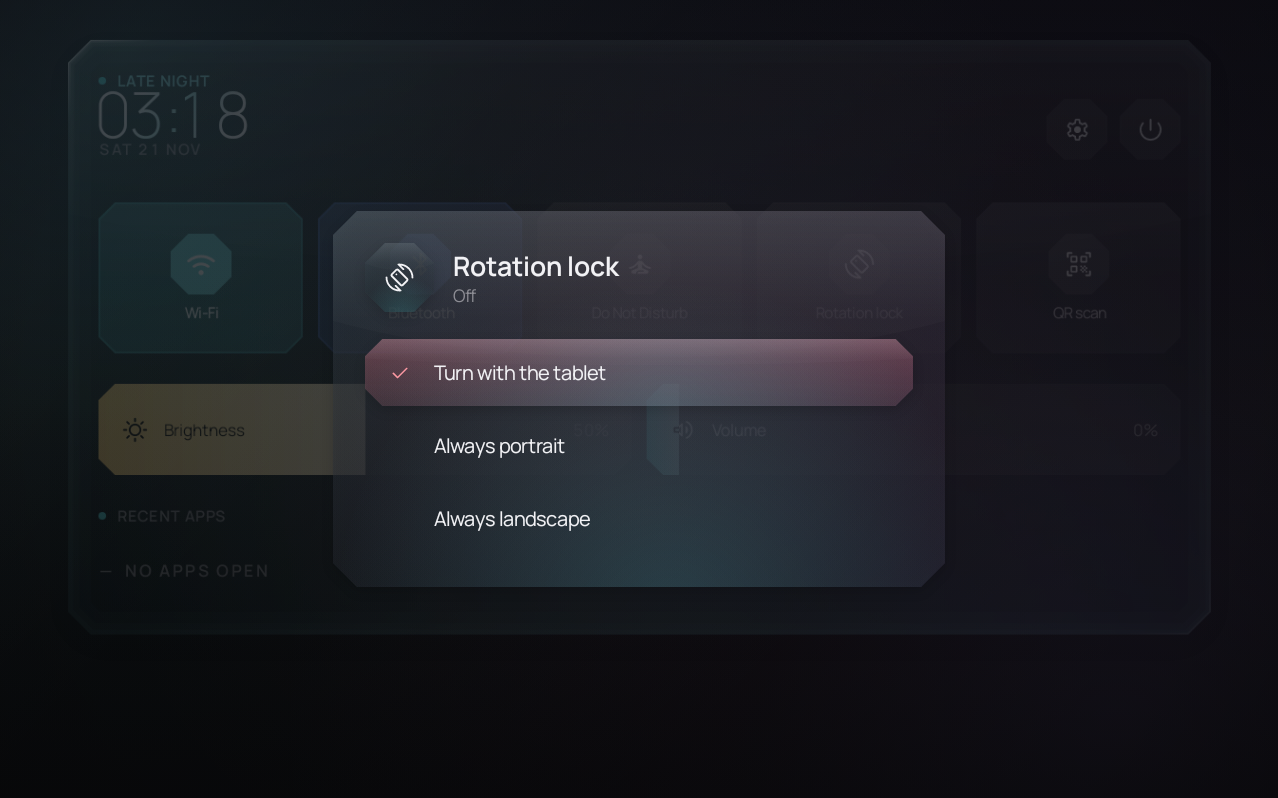 LATE NIGHT
03:18
SAT 21 NOV
Rotation lock
Off
Wi-Fi
Bluetooth
Do Not Disturb
Rotation lock
QR scan
Turn with the tablet
Brightness
Volume
0%
Always portrait
Always landscape
RECENT APPS
NO APPS OPEN